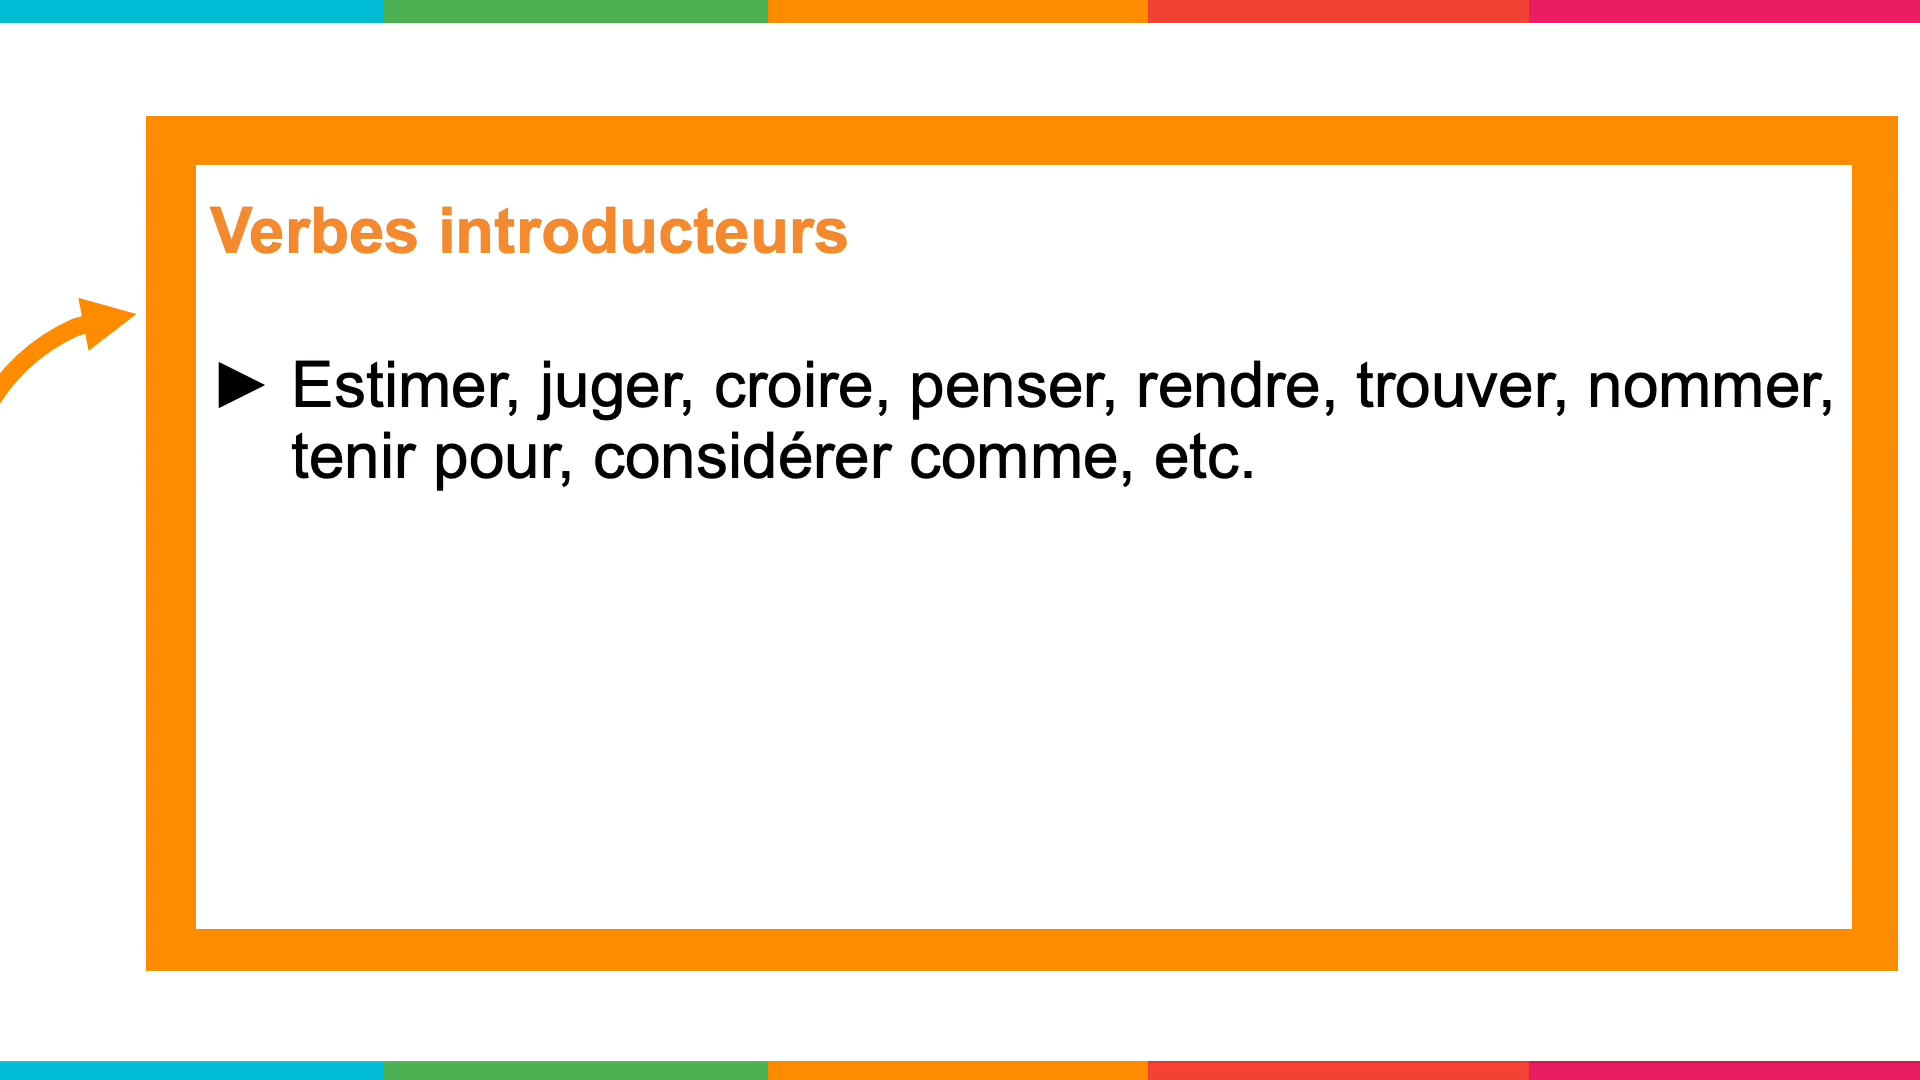 Verbes introducteurs
► Estimer, juger, croire, penser, rendre, trouver, nommer,
tenir pour, considérer comme, etc.